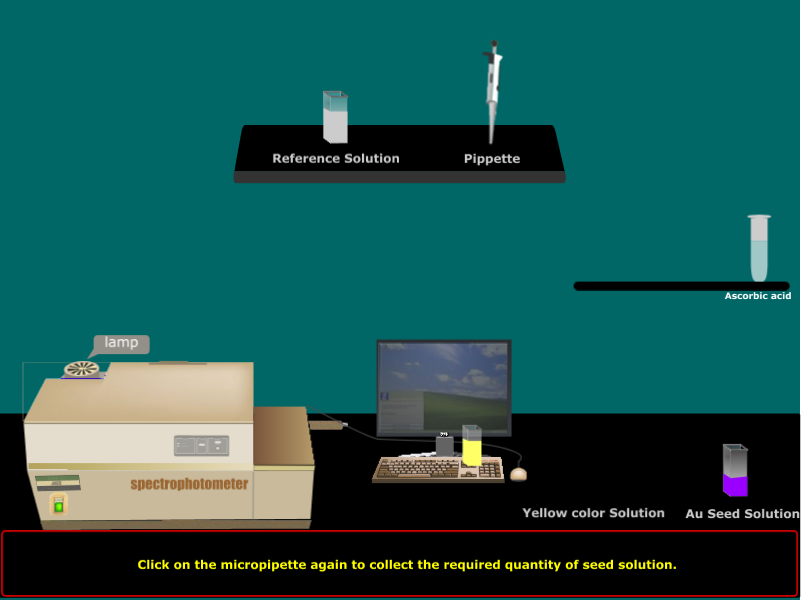 Reference Solution
Pippette
Ascorbic acid
lamp
spectrophotometer
Yellow color Solution
Au Seed Solution
Click on the micropipette again to collect the required quantity of seed solution.